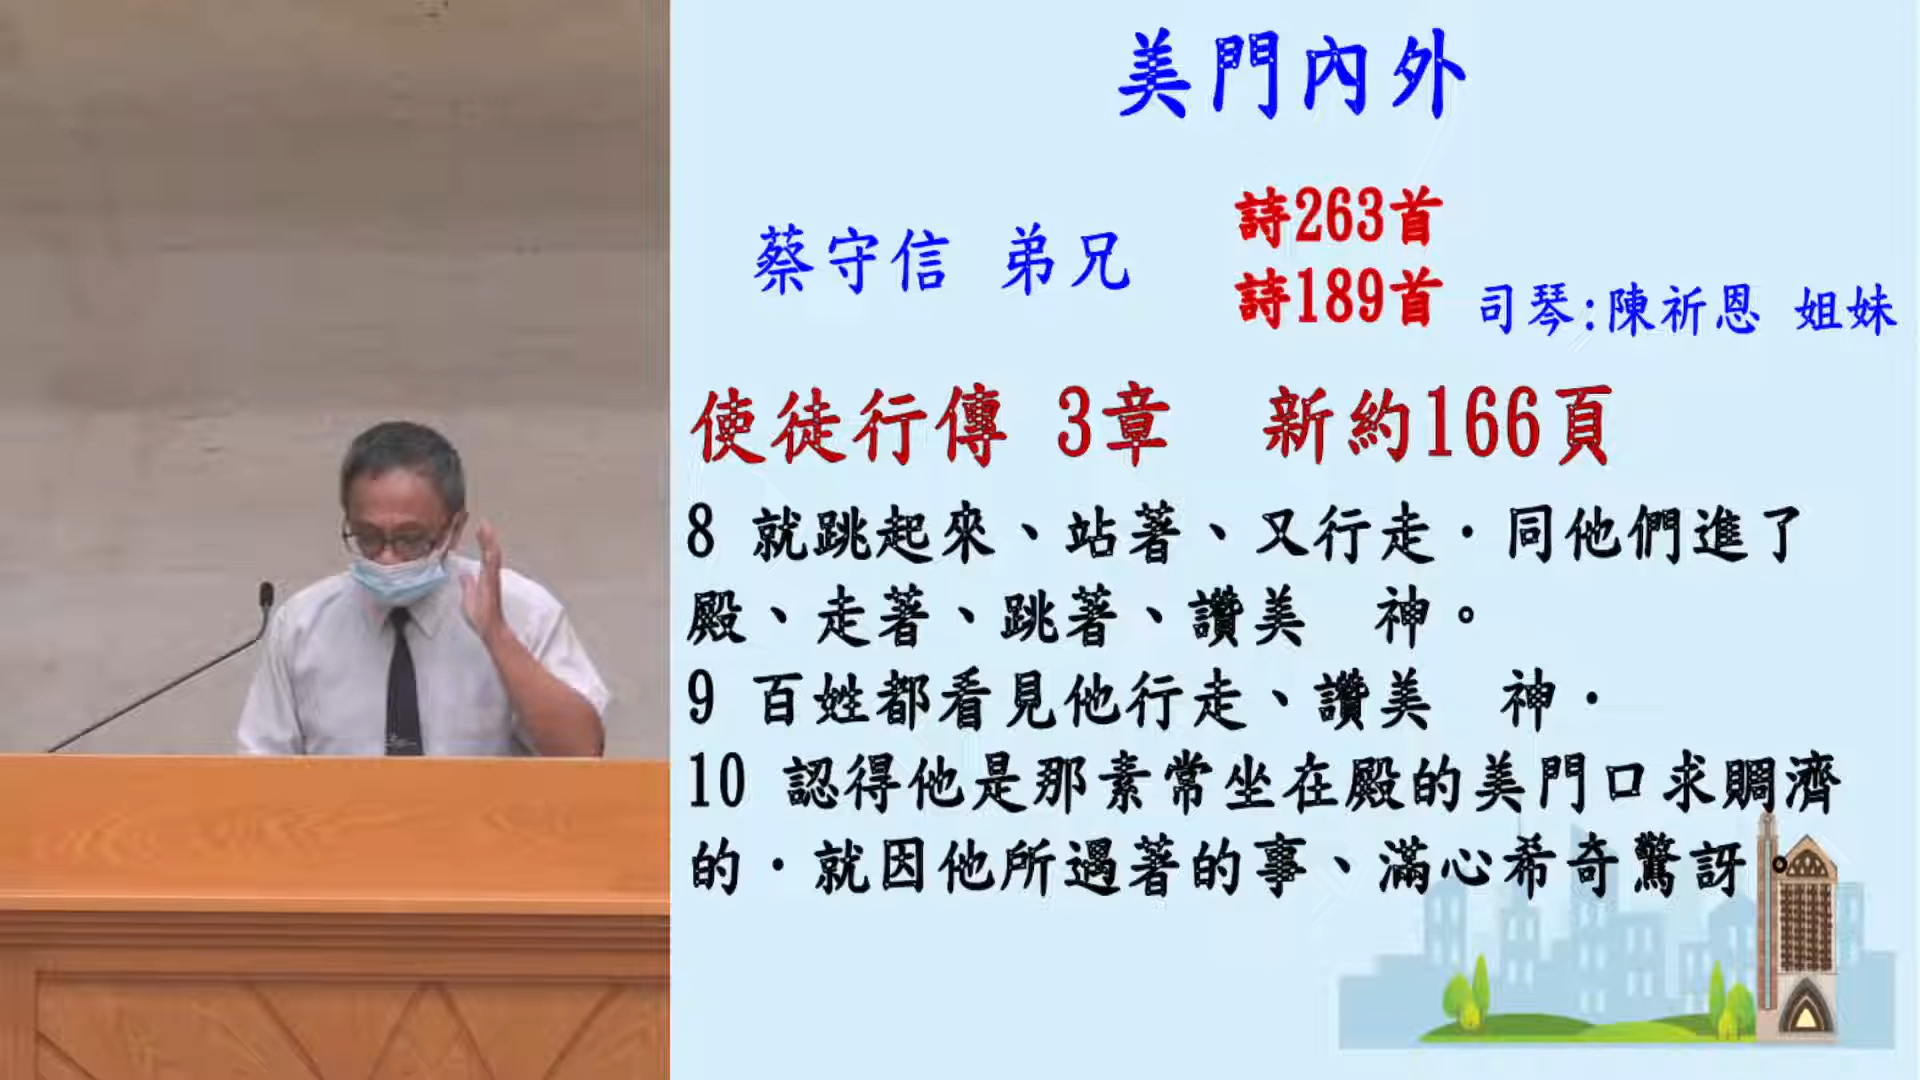 美門內外
蔡守信 弟兄
詩263首
詩189首
司琴:陳祈恩 姐妹
使徒行傳 3章 新約166頁
8 就跳起來、站著、又行走．同他們進了
殿、走著、跳著、讚美　神。
9 百姓都看見他行走、讚美　神．
10 認得他是那素常坐在殿的美門口求賙濟
的．就因他所遇著的事、滿心希奇驚訝。